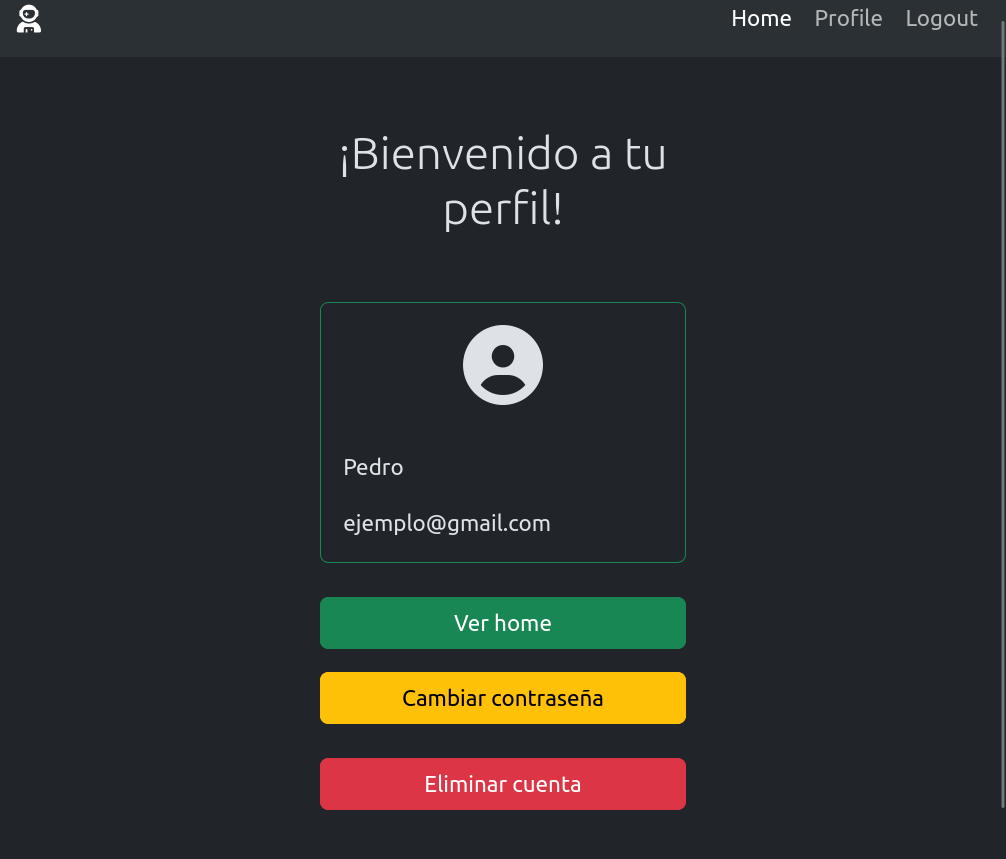 Home Profile Logout
¡Bienvenido a tu
perfil!
Pedro
ejemplo@gmail.com
Ver home
Cambiar contraseña
Eliminar cuenta